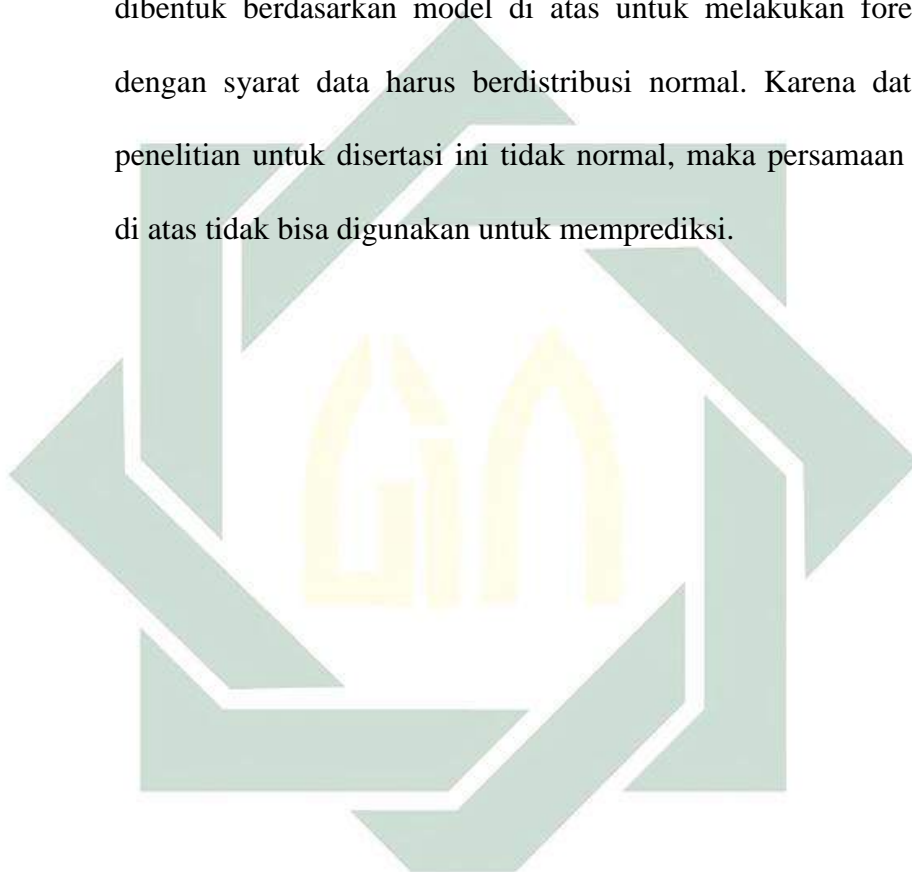 dibentuk berdasarkan model di atas untuk melakukan fore
dengan syarat data harus berdistribusi normal. Karena dat
penelitian untuk disertasi ini tidak normal, maka persamaan
di atas tidak bisa digunakan untuk memprediksi.